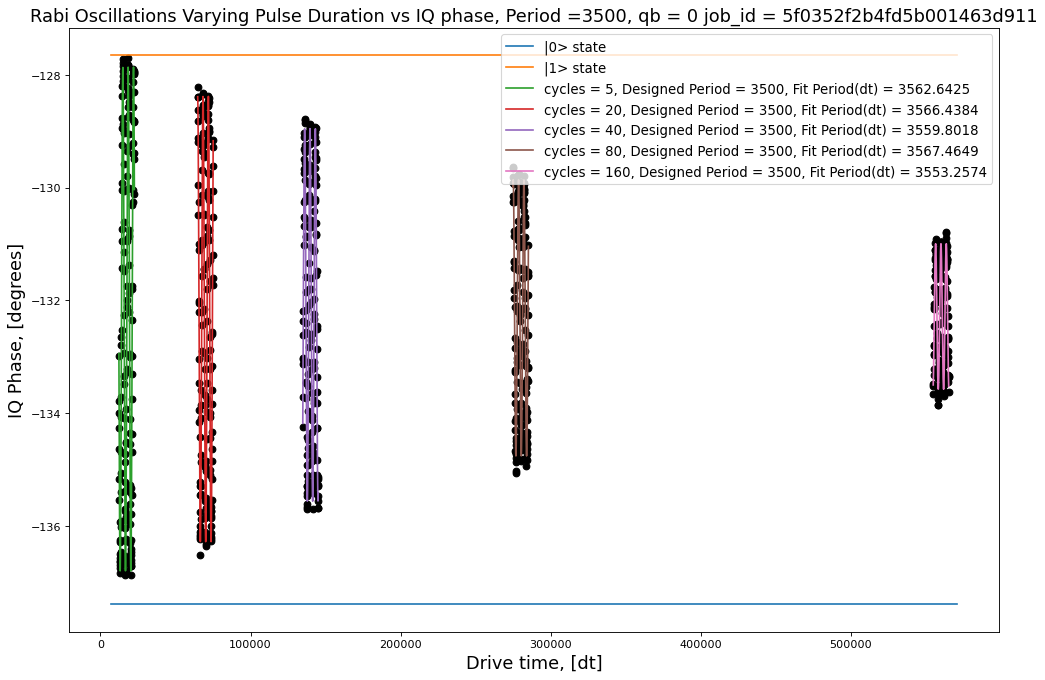 Rabi Oscillations Varying Pulse Duration vs IQ phase, Period =3500, qb = 0 job_id = 5f0352f2b4fd5b001463d911
|0> state
|1> state
cycles = 5, Designed Period = 3500, Fit Period(dt) = 3562.6425
cycles = 20, Designed Period = 3500, Fit Period(dt) = 3566.4384
cycles = 40, Designed Period = 3500, Fit Period(dt) = 3559.8018
cycles = 80, Designed Period = 3500, Fit Period(dt) = 3567.4649
cycles = 160, Designed Period = 3500, Fit Period(dt) = 3553.2574
IQ Phase, [degrees]
−128
−130
−132
−134
−136
0
100000
200000
300000
400000
500000
Drive time, [dt]